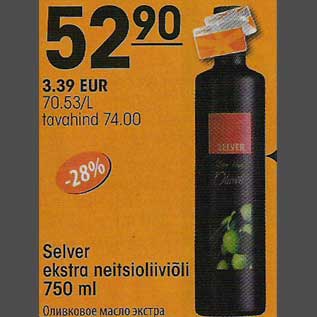 52 90
3.39 EUR
70.53/L
tavahind 74.00
-28%
SELVER
Selver
ekstra neitsioliiviõli
750 ml
Оливковое масло экстра